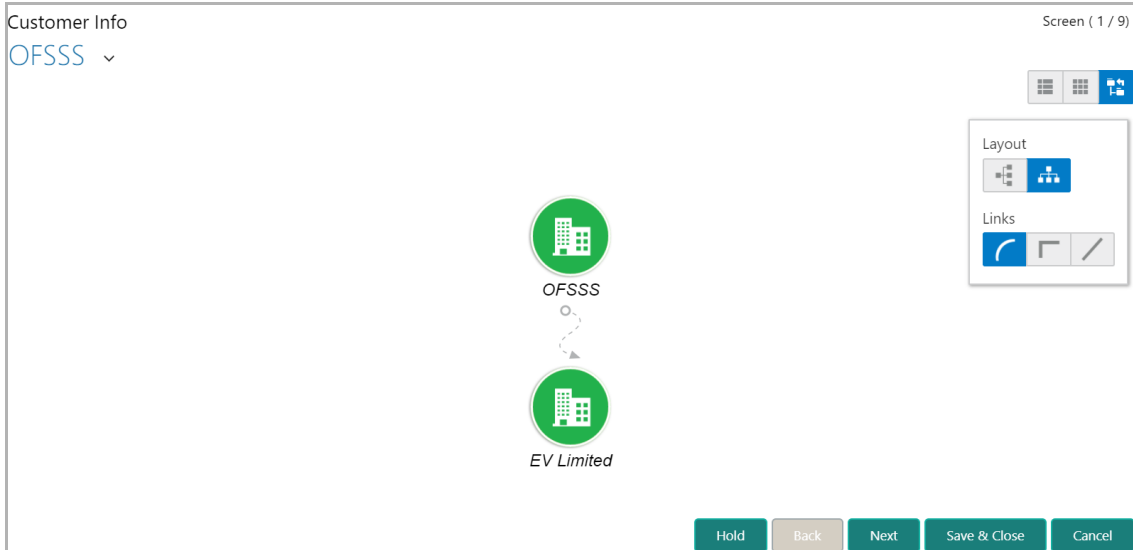 Customer Info
Screen ( 1 / 9)
OFSSS
Layout
Links
OFSSS
EV Limited
Hold
Back
Next
Save & Close
Cancel